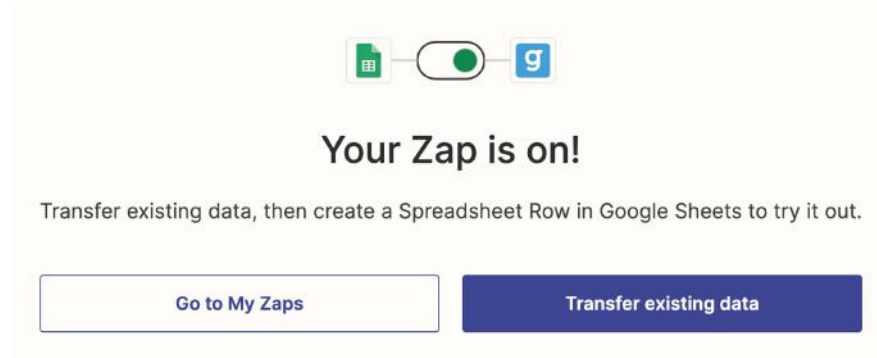 g
Your Zap is on!
Transfer existing data, then create a Spreadsheet Row in Google Sheets to try it out.
Go to My Zaps
Transfer existing data